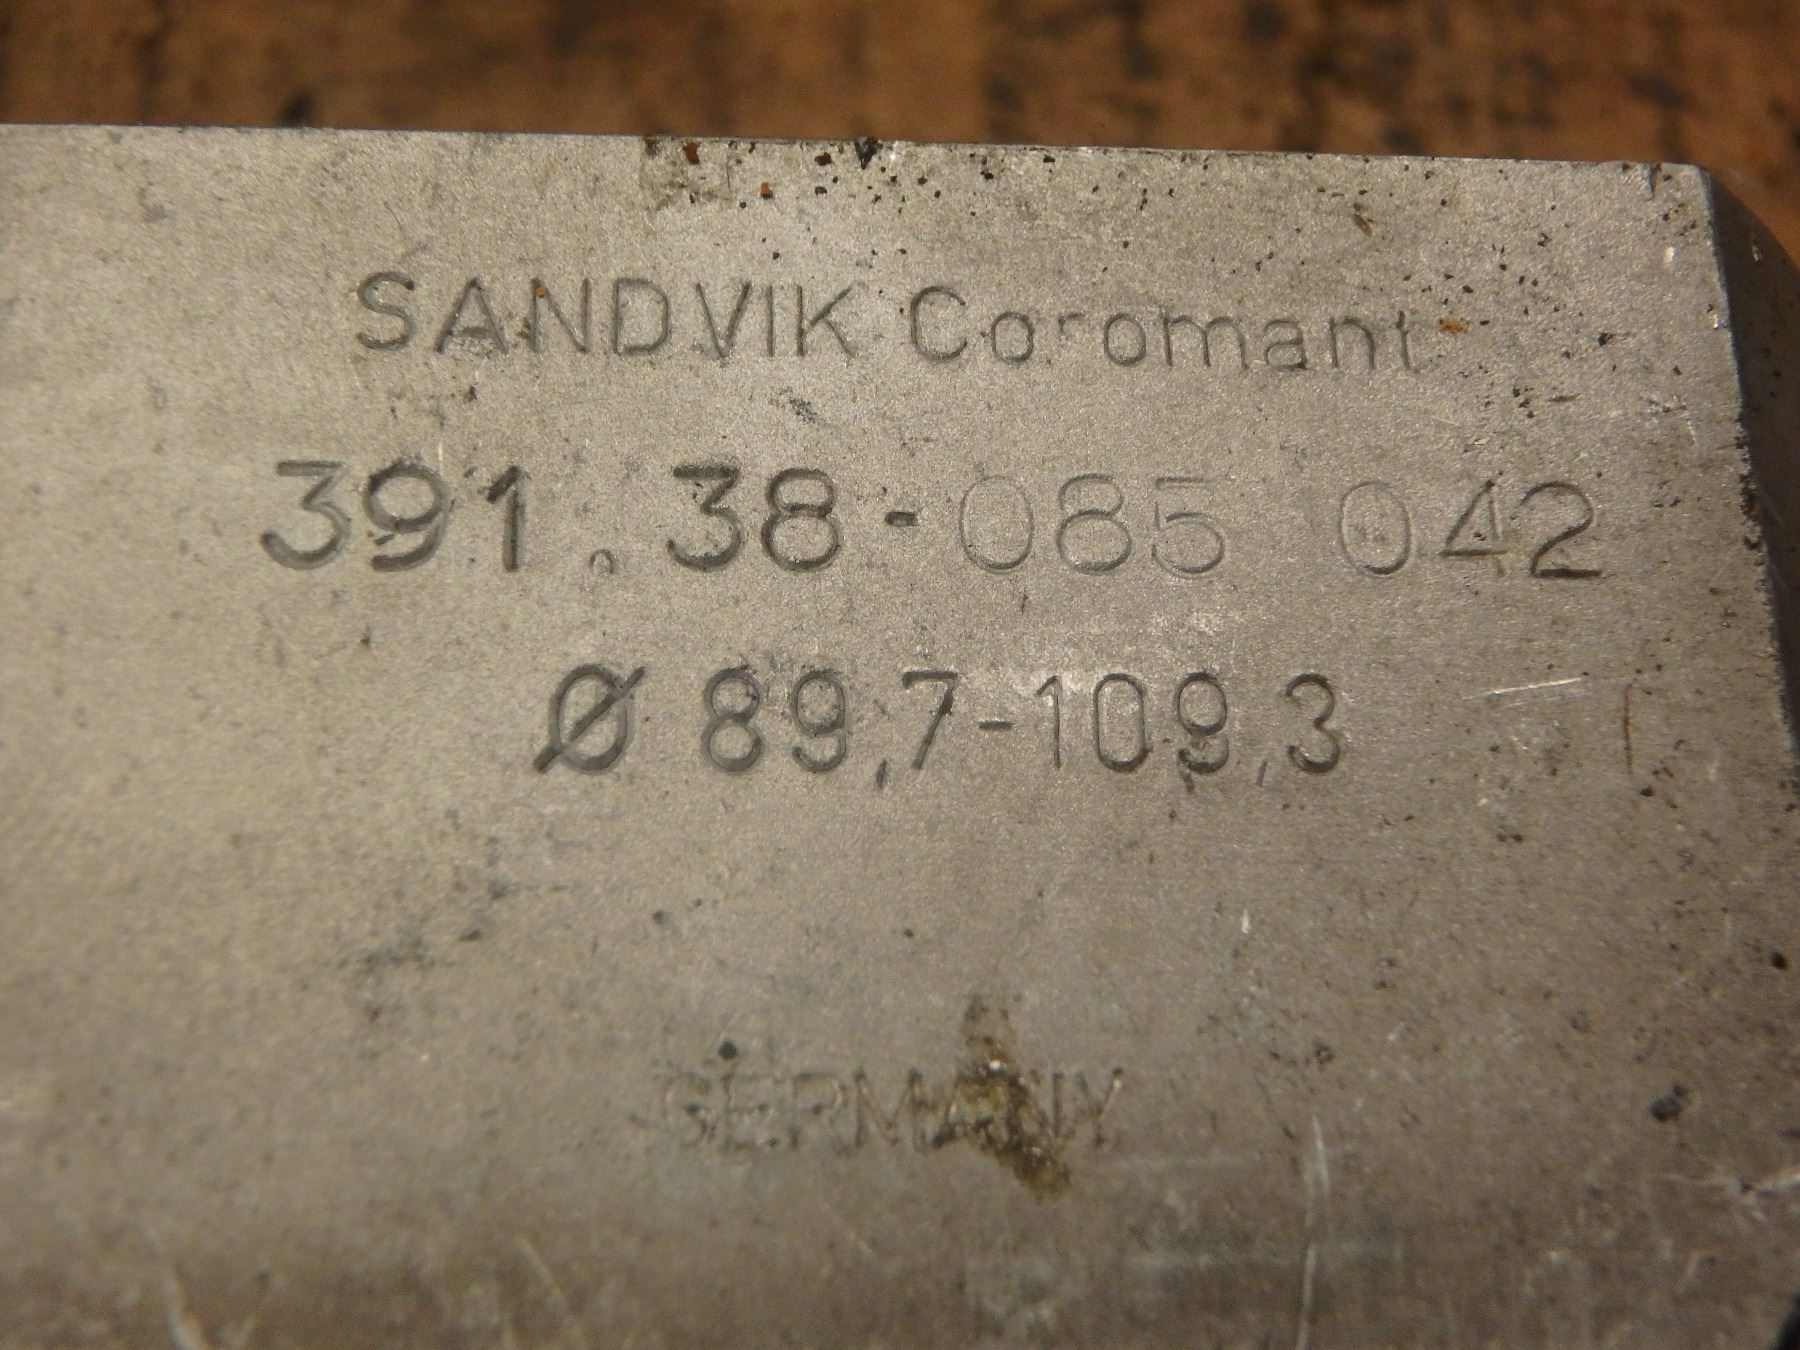 SANDVIK Coromant
391.38-085 042
Ø 89,7-109,3
GERMANY